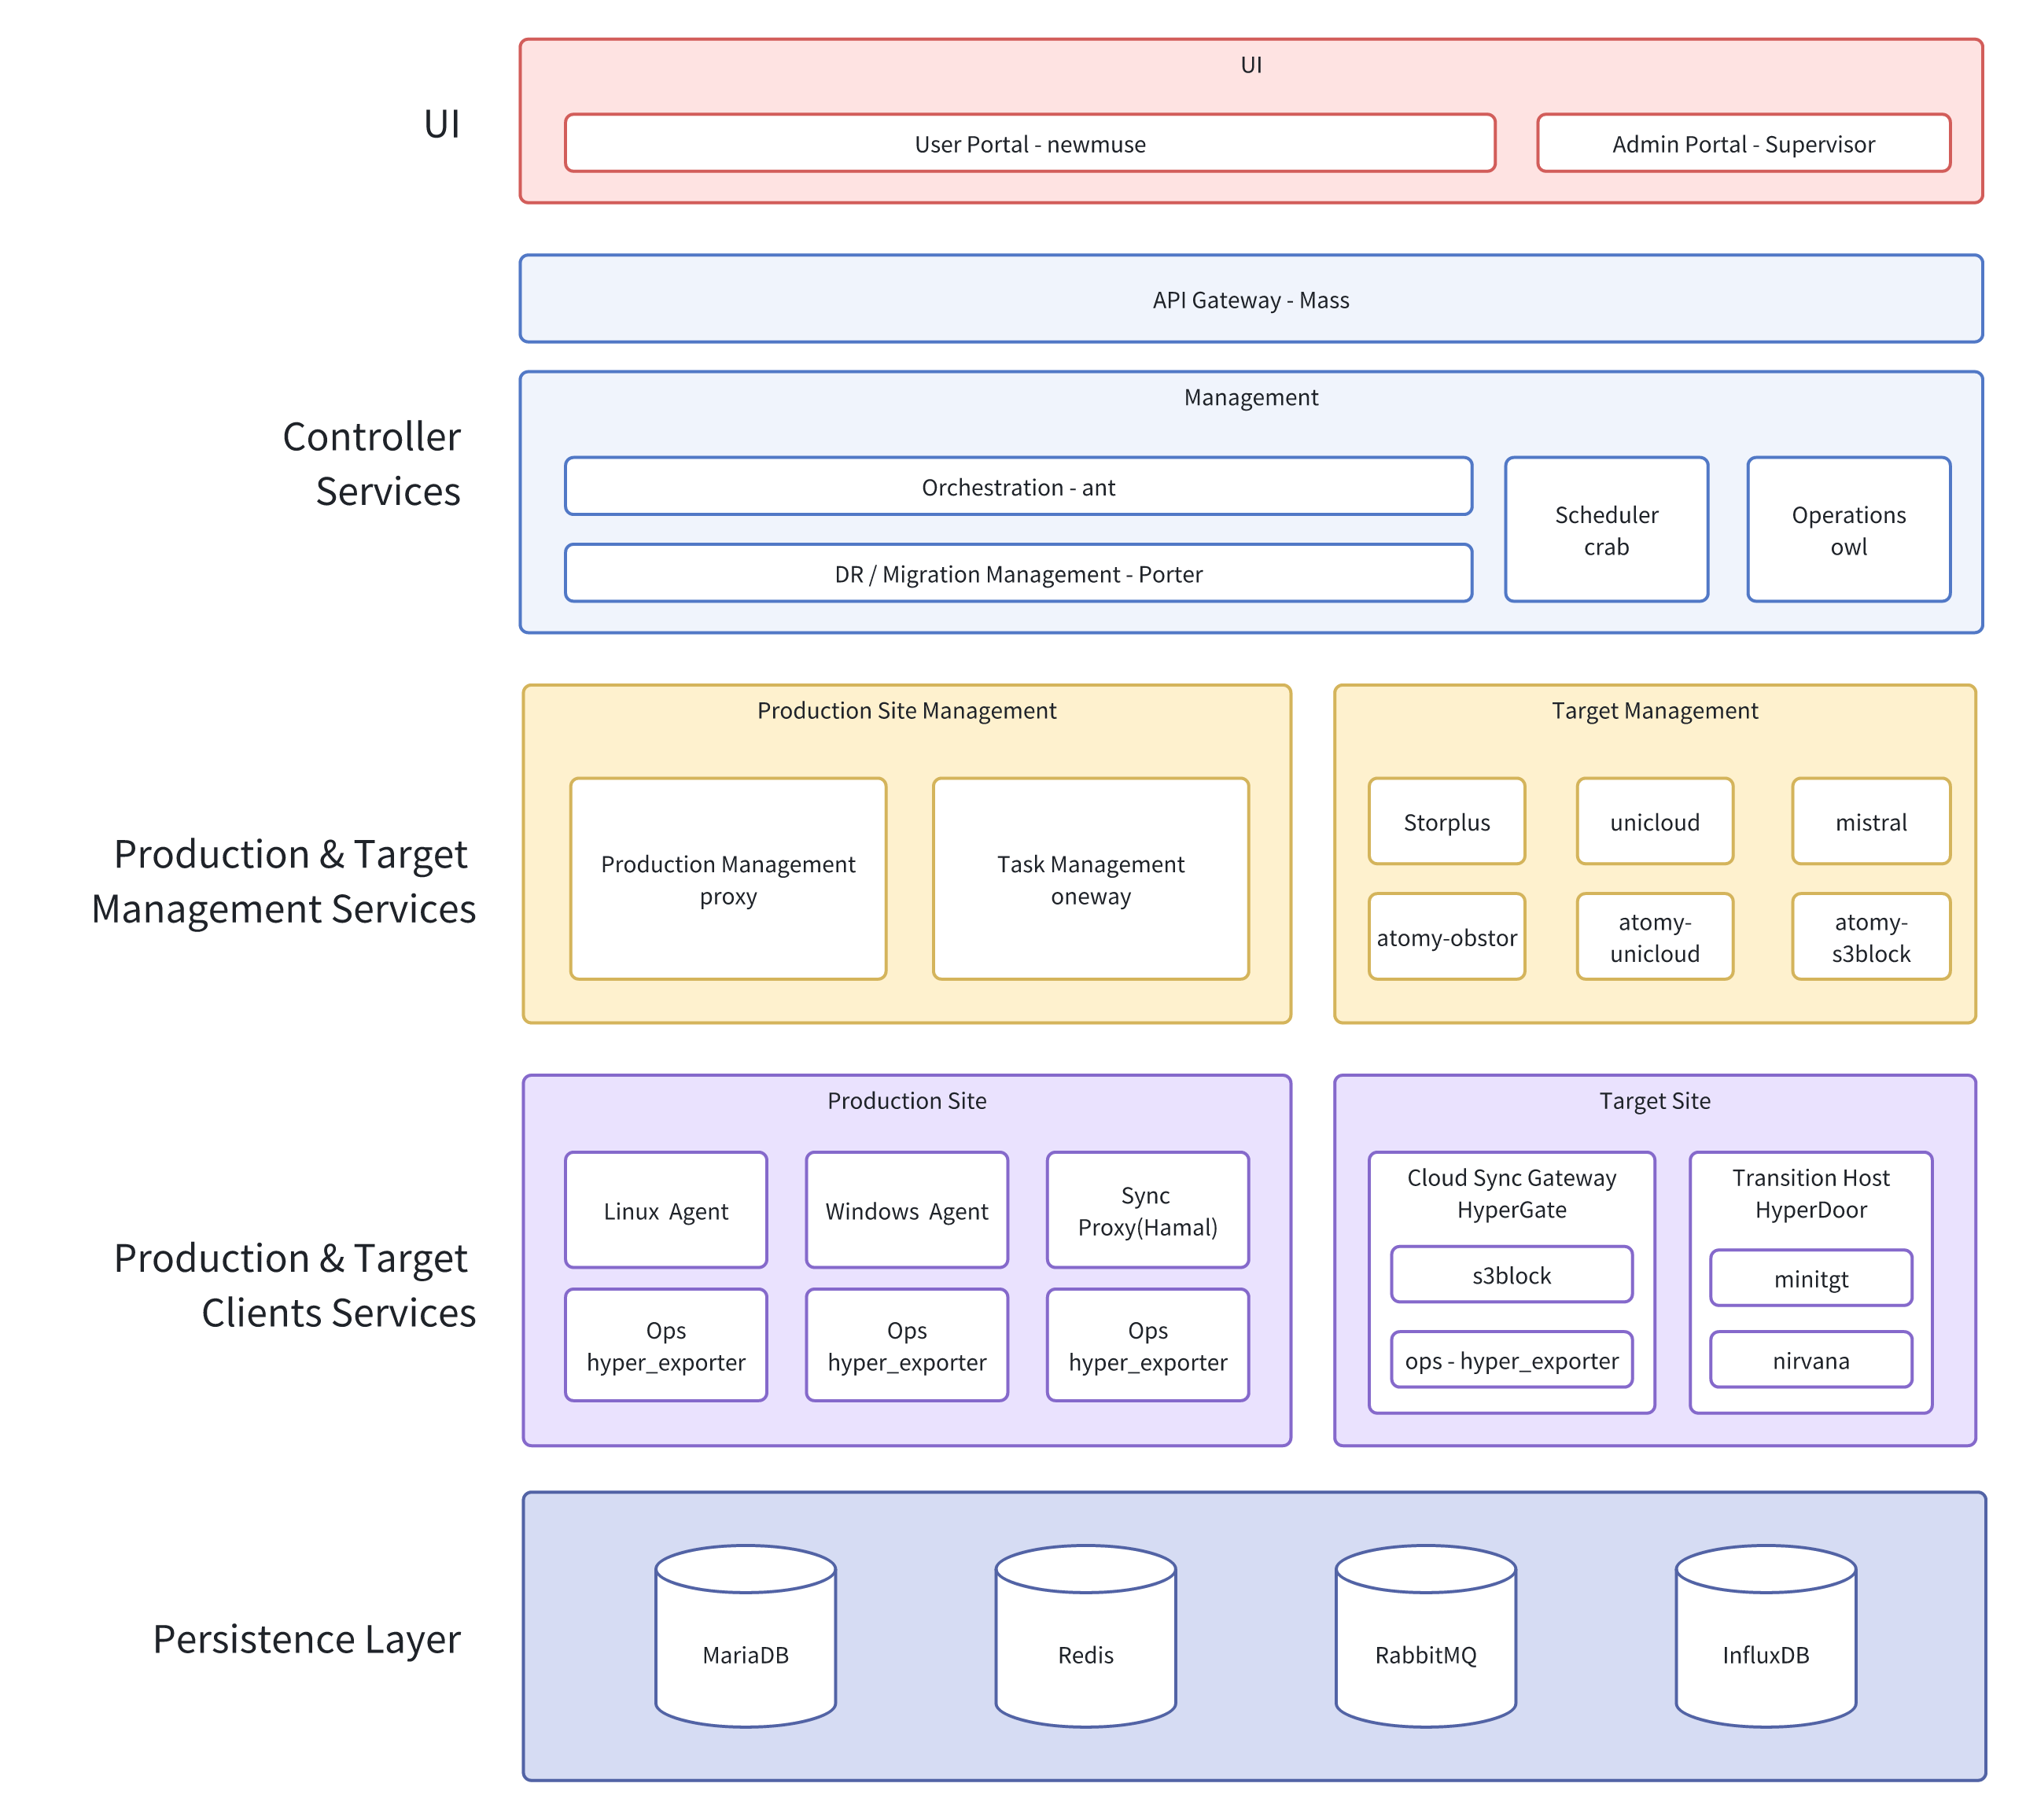 UI
UI
User Portal - newmuse
Admin Portal - Supervisor
API Gateway - Mass
Controller
Services
Management
Orchestration - ant
DR / Migration Management - Porter
Scheduler
crab
Operations
owl
Production & Target
Management Services
Production Site Management
Production Management
proxy
Task Management
oneway
Target Management
Storplus
unicloud
mistral
atomy-obstor
atomy-
unicloud
atomy-
s3block
Production & Target
Clients Services
Production Site
Linux  Agent
Windows  Agent
Sync
Proxy(Hamal)
Ops
hyper_exporter
Ops
hyper_exporter
Ops
hyper_exporter
Target Site
Cloud Sync Gateway
HyperGate
s3block
ops - hyper_exporter
Transition Host
HyperDoor
minitgt
nirvana
Persistence Layer
MariaDB
Redis
RabbitMQ
InfluxDB